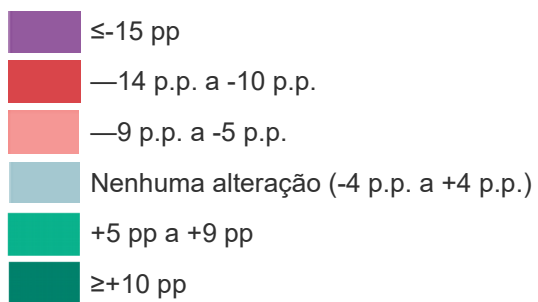 ≤-15 pp
—14 p.p. a -10 p.p.
—9 p.p. a -5 p.p.
Nenhuma alteração (-4 p.p. a +4 p.p.)
+5 pp a +9 pp
≥+10 pp